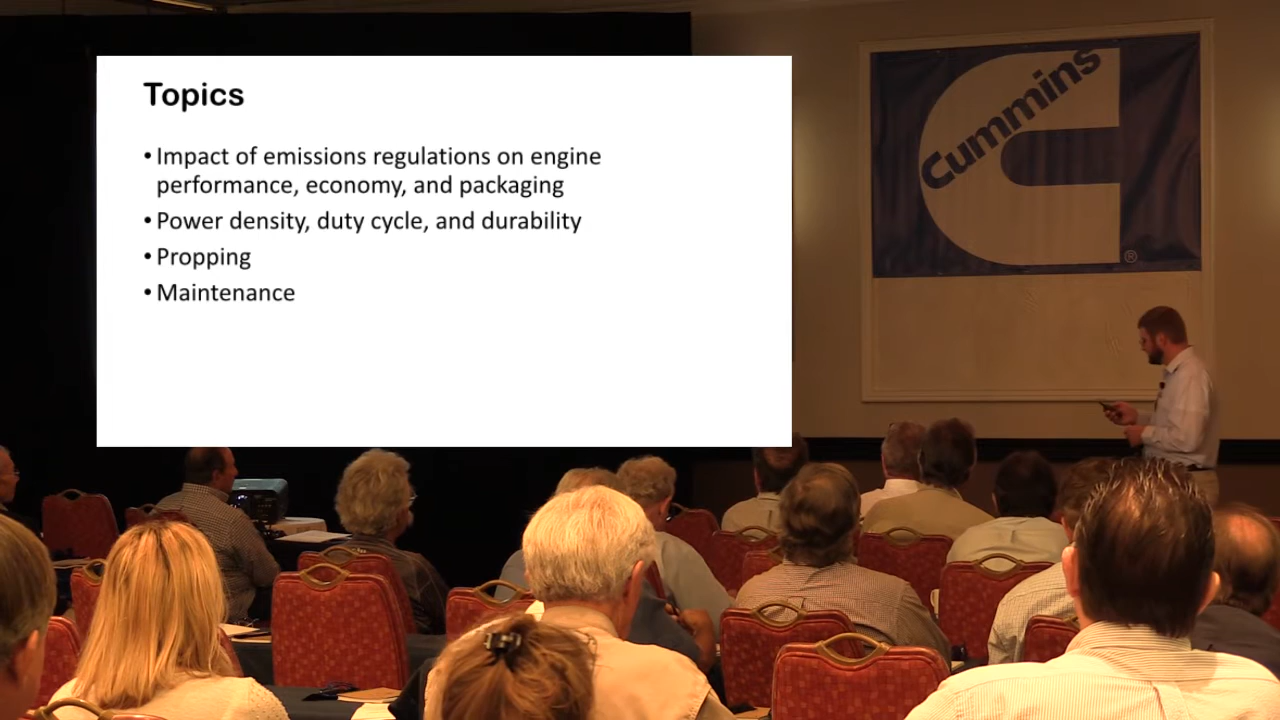 Topics
• Impact of emissions regulations on engine
performance, economy, and packaging
• Power density, duty cycle, and durability
• Propping
• Maintenance
Cummins
®